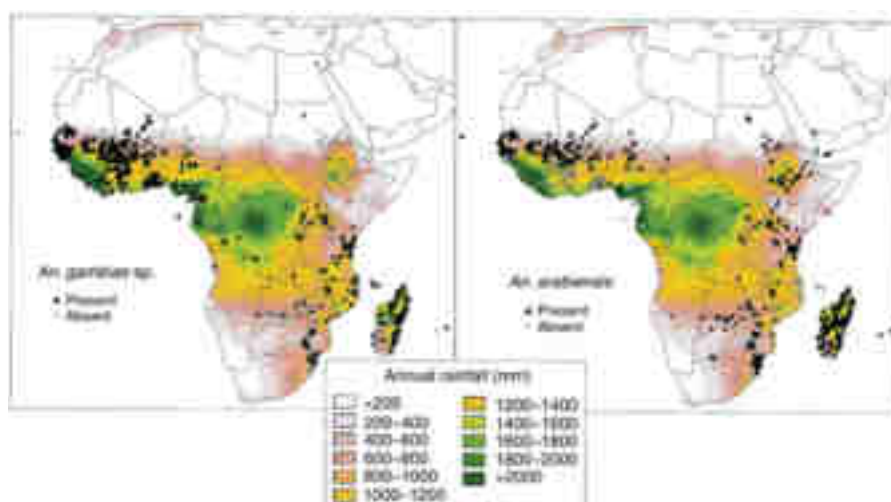 An. gambiae sp.
Present
Absent
An. arabiensis
Present
Absent
Annual rainfall (mm)
<200
200–400
400–600
600–800
800–1000
1000–1200
1200–1400
1400–1600
1600–1800
1800–2000
>2000